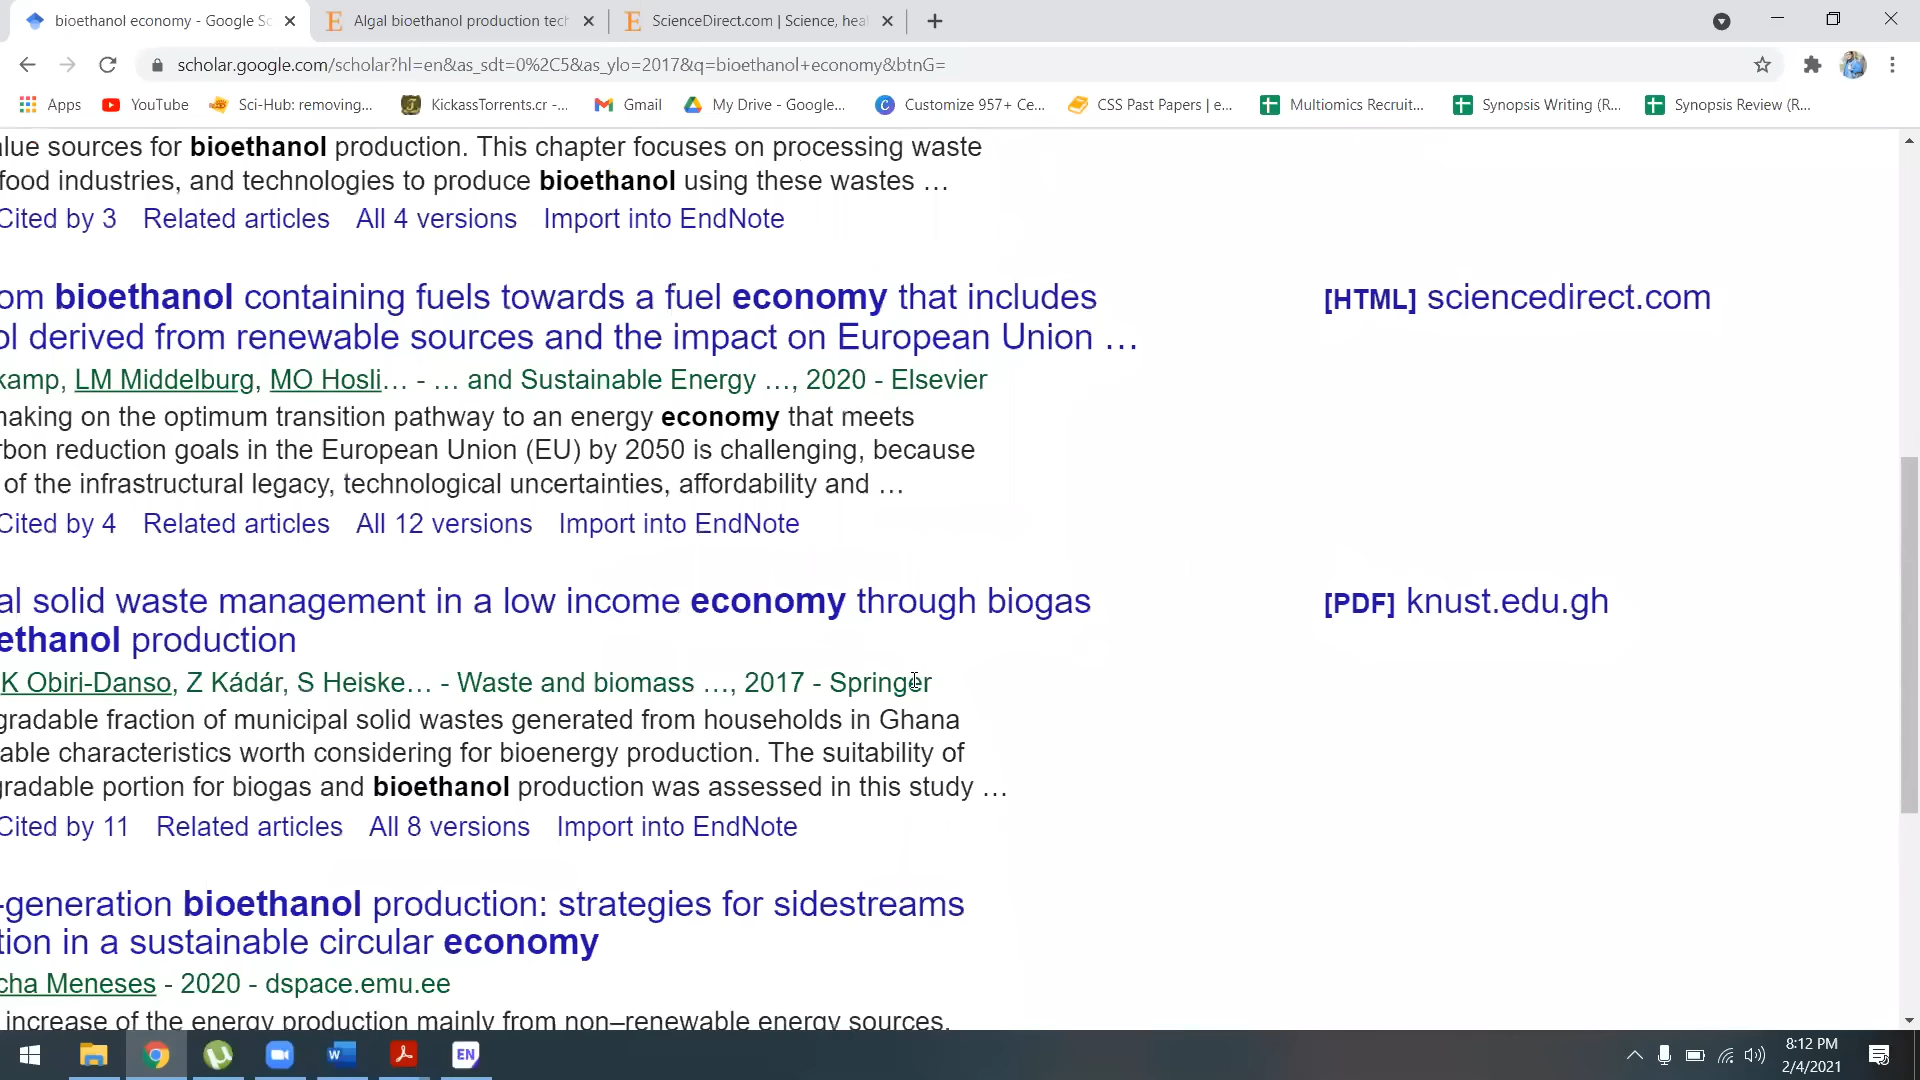 bioethanol economy - Google Sc
Algal bioethanol production tech
ScienceDirect.com | Science, heal
scholar.google.com/scholar?hl=en&as_sdt=0%2C5&as_ylo=2017&q=bioethanol+economy&btnG=
Apps YouTube Sci-Hub: removing... KickassTorrents.cr -... Gmail My Drive - Google... Customize 957+ Ce... CSS Past Papers | e... Multiomics Recruit... Synopsis Writing (R... Synopsis Review (R...
alue sources for bioethanol production. This chapter focuses on processing waste
food industries, and technologies to produce bioethanol using these wastes …
Cited by 3 Related articles All 4 versions Import into EndNote
om bioethanol containing fuels towards a fuel economy that includes
[HTML] sciencedirect.com
ol derived from renewable sources and the impact on European Union …
kamp, LM Middelburg, MO Hosli… - … and Sustainable Energy …, 2020 - Elsevier
making on the optimum transition pathway to an energy economy that meets
rbon reduction goals in the European Union (EU) by 2050 is challenging, because
of the infrastructural legacy, technological uncertainties, affordability and …
Cited by 4 Related articles All 12 versions Import into EndNote
al solid waste management in a low income economy through biogas
[PDF] knust.edu.gh
ethanol production
K Obiri-Danso, Z Kádár, S Heiske… - Waste and biomass …, 2017 - Springer
gradable fraction of municipal solid wastes generated from households in Ghana
able characteristics worth considering for bioenergy production. The suitability of
gradable portion for biogas and bioethanol production was assessed in this study …
Cited by 11 Related articles All 8 versions Import into EndNote
-generation bioethanol production: strategies for sidestreams
tion in a sustainable circular economy
cha Meneses - 2020 - dspace.emu.ee
increase of the energy production mainly from non–renewable energy sources,
EN
8:12 PM
2/4/2021